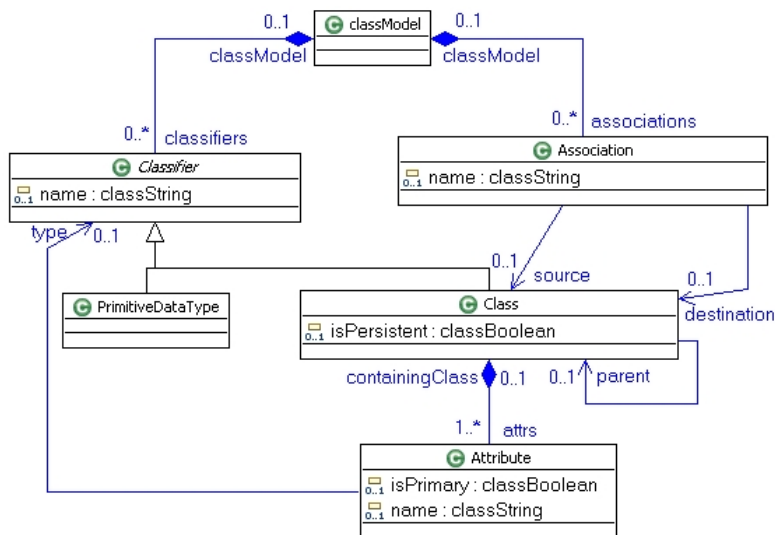 0..1
C classModel
0..1
classModel
classModel
0..*
classifiers
0..*
associations
C Classifier
0..1 name : classString
C Association
0..1 name : classString
type
0..1
0..1
source
0..1
destination
C PrimitiveDataType
C Class
0..1 isPersistent : classBoolean
containingClass
0..1
0..1
parent
1..*
attrs
C Attribute
0..1 isPrimary : classBoolean
0..1 name : classString